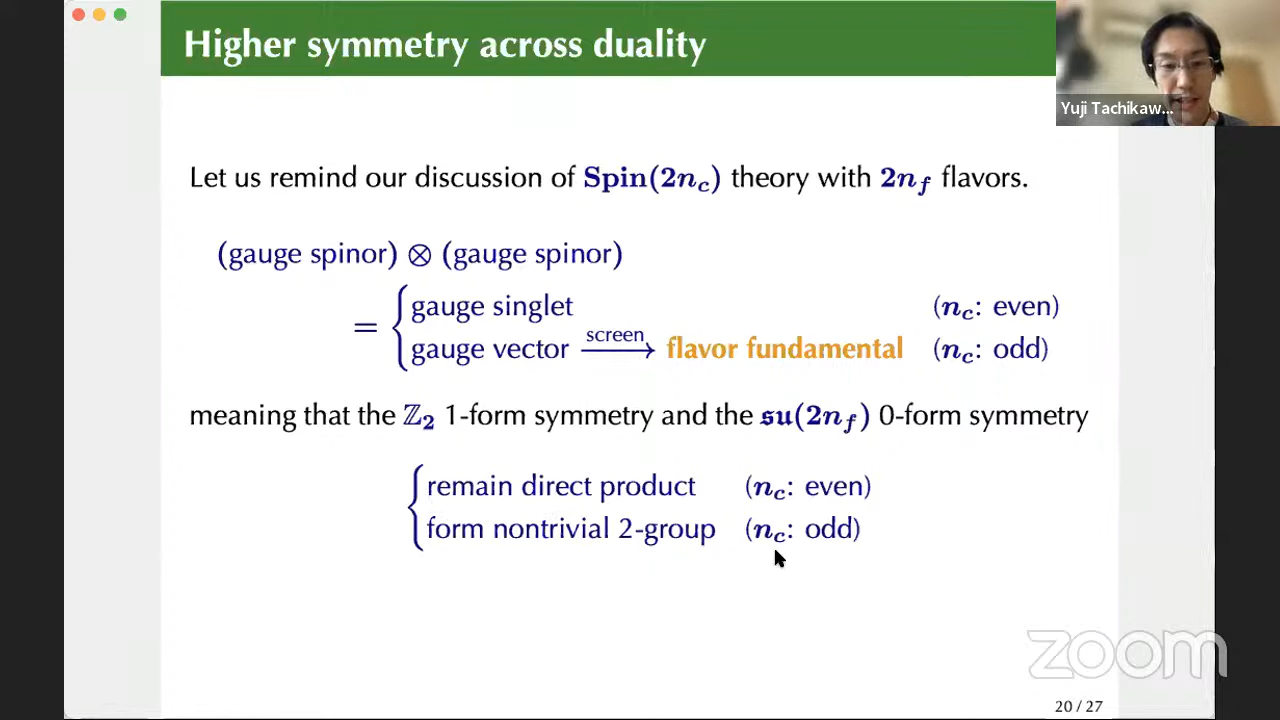 Higher symmetry across duality
Yuji Tachikaw...
Let us remind our discussion of Spin(2n_c) theory with 2n_f flavors.
(gauge spinor) ⊗ (gauge spinor)
= { gauge singlet (n_c: even)
gauge vector —screen→ flavor fundamental (n_c: odd)
meaning that the ℤ₂ 1-form symmetry and the 𝔰𝔲(2n_f) 0-form symmetry
{ remain direct product (n_c: even)
form nontrivial 2-group (n_c: odd)
zoom
20 / 27